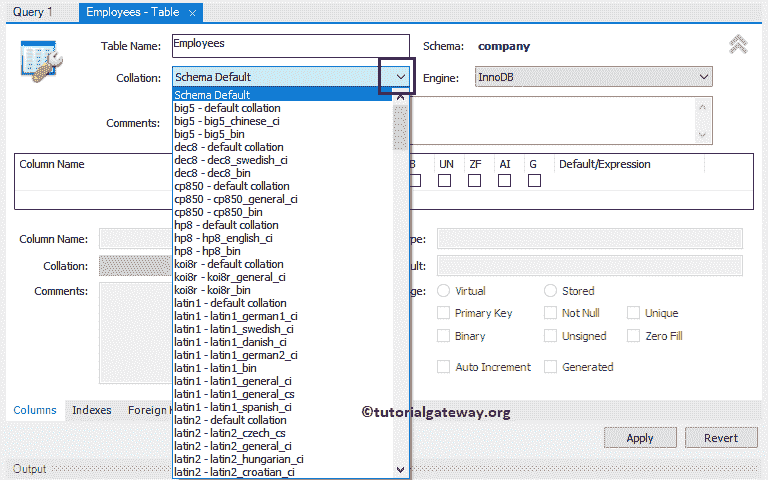 Query 1
Employees - Table ×
Table Name: Employees
Schema: company
Collation: Schema Default
Engine: InnoDB
Comments:
Schema Default
big5 - default collation
big5 - big5_chinese_ci
big5 - big5_bin
dec8 - default collation
dec8 - dec8_swedish_ci
dec8 - dec8_bin
cp850 - default collation
cp850 - cp850_general_ci
cp850 - cp850_bin
hp8 - default collation
hp8 - hp8_english_ci
hp8 - hp8_bin
koi8r - default collation
koi8r - koi8r_general_ci
koi8r - koi8r_bin
latin1 - default collation
latin1 - latin1_german1_ci
latin1 - latin1_swedish_ci
latin1 - latin1_danish_ci
latin1 - latin1_german2_ci
latin1 - latin1_bin
latin1 - latin1_general_ci
latin1 - latin1_general_cs
latin1 - latin1_spanish_ci
latin2 - default collation
latin2 - latin2_czech_cs
latin2 - latin2_general_ci
latin2 - latin2_hungarian_ci
latin2 - latin2_croatian_ci
Column Name
UN ZF AI G Default/Expression
Column Name:
Collation:
Comments:
Virtual Stored
Primary Key Not Null Unique
Binary Unsigned Zero Fill
Auto Increment Generated
Columns Indexes Foreign
©tutorialgateway.org
Apply Revert
Output